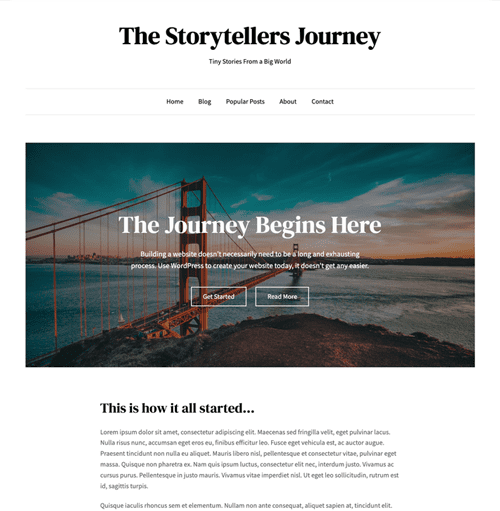 The Storytellers Journey
Tiny Stories From a Big World
Home Blog Popular Posts About Contact
The Journey Begins Here
Building a website doesn't necessarily need to be a long and exhausting
process. Use WordPress to create your website today, it doesn't get any easier.
Get Started Read More
This is how it all started...
Lorem ipsum dolor sit amet, consectetur adipiscing elit. Maecenas sed fringilla velit, eget pulvinar lacus.
Nulla risus nunc, accumsan eget eros eu, finibus efficitur leo. Fusce eget vehicula est, ac auctor augue.
Praesent tincidunt non nulla eu aliquet. Mauris libero nisl, pellentesque et consectetur vitae, pulvinar eget
massa. Quisque non pharetra ex. Nam quis ipsum luctus, consectetur elit nec, interdum justo. Vivamus ac
cursus purus. Pellentesque in justo mauris. Vivamus vitae imperdiet nisl. Ut eget leo sollicitudin, rutrum est
id, sagittis turpis.
Quisque iaculis rhoncus sem et elementum. Nullam non ante consequat, aliquet sapien at, tincidunt elit.